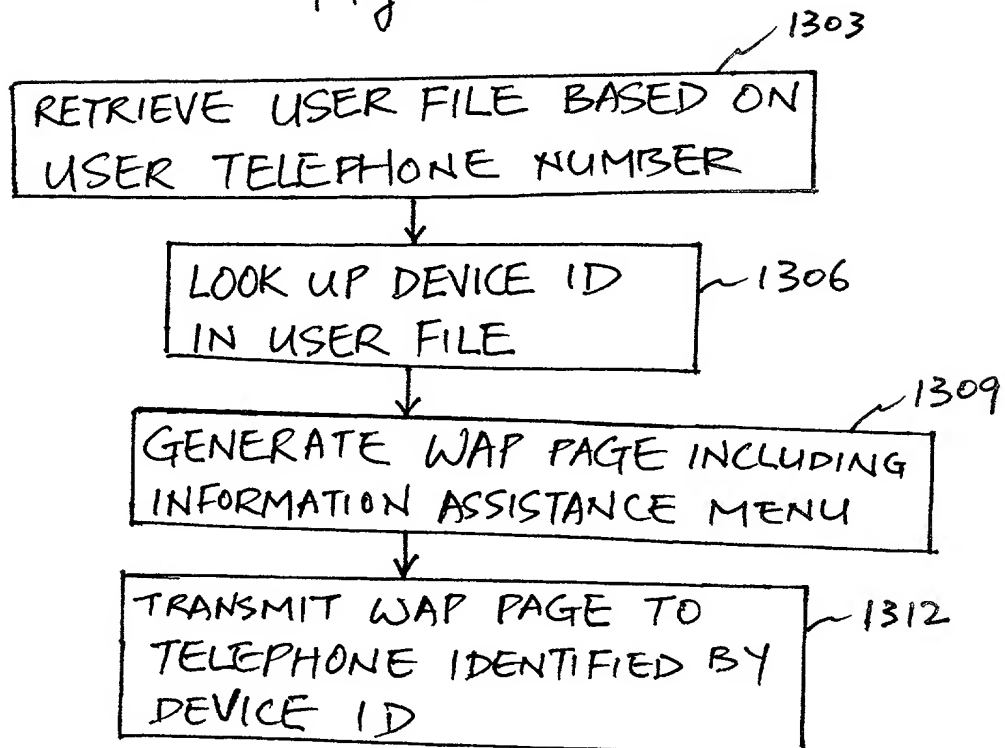 1303
RETRIEVE USER FILE BASED ON
USER TELEPHONE NUMBER
LOOK UP DEVICE ID
IN USER FILE
1306
1309
GENERATE WAP PAGE INCLUDING
INFORMATION ASSISTANCE MENU
TRANSMIT WAP PAGE TO
TELEPHONE IDENTIFIED BY
DEVICE ID
1312